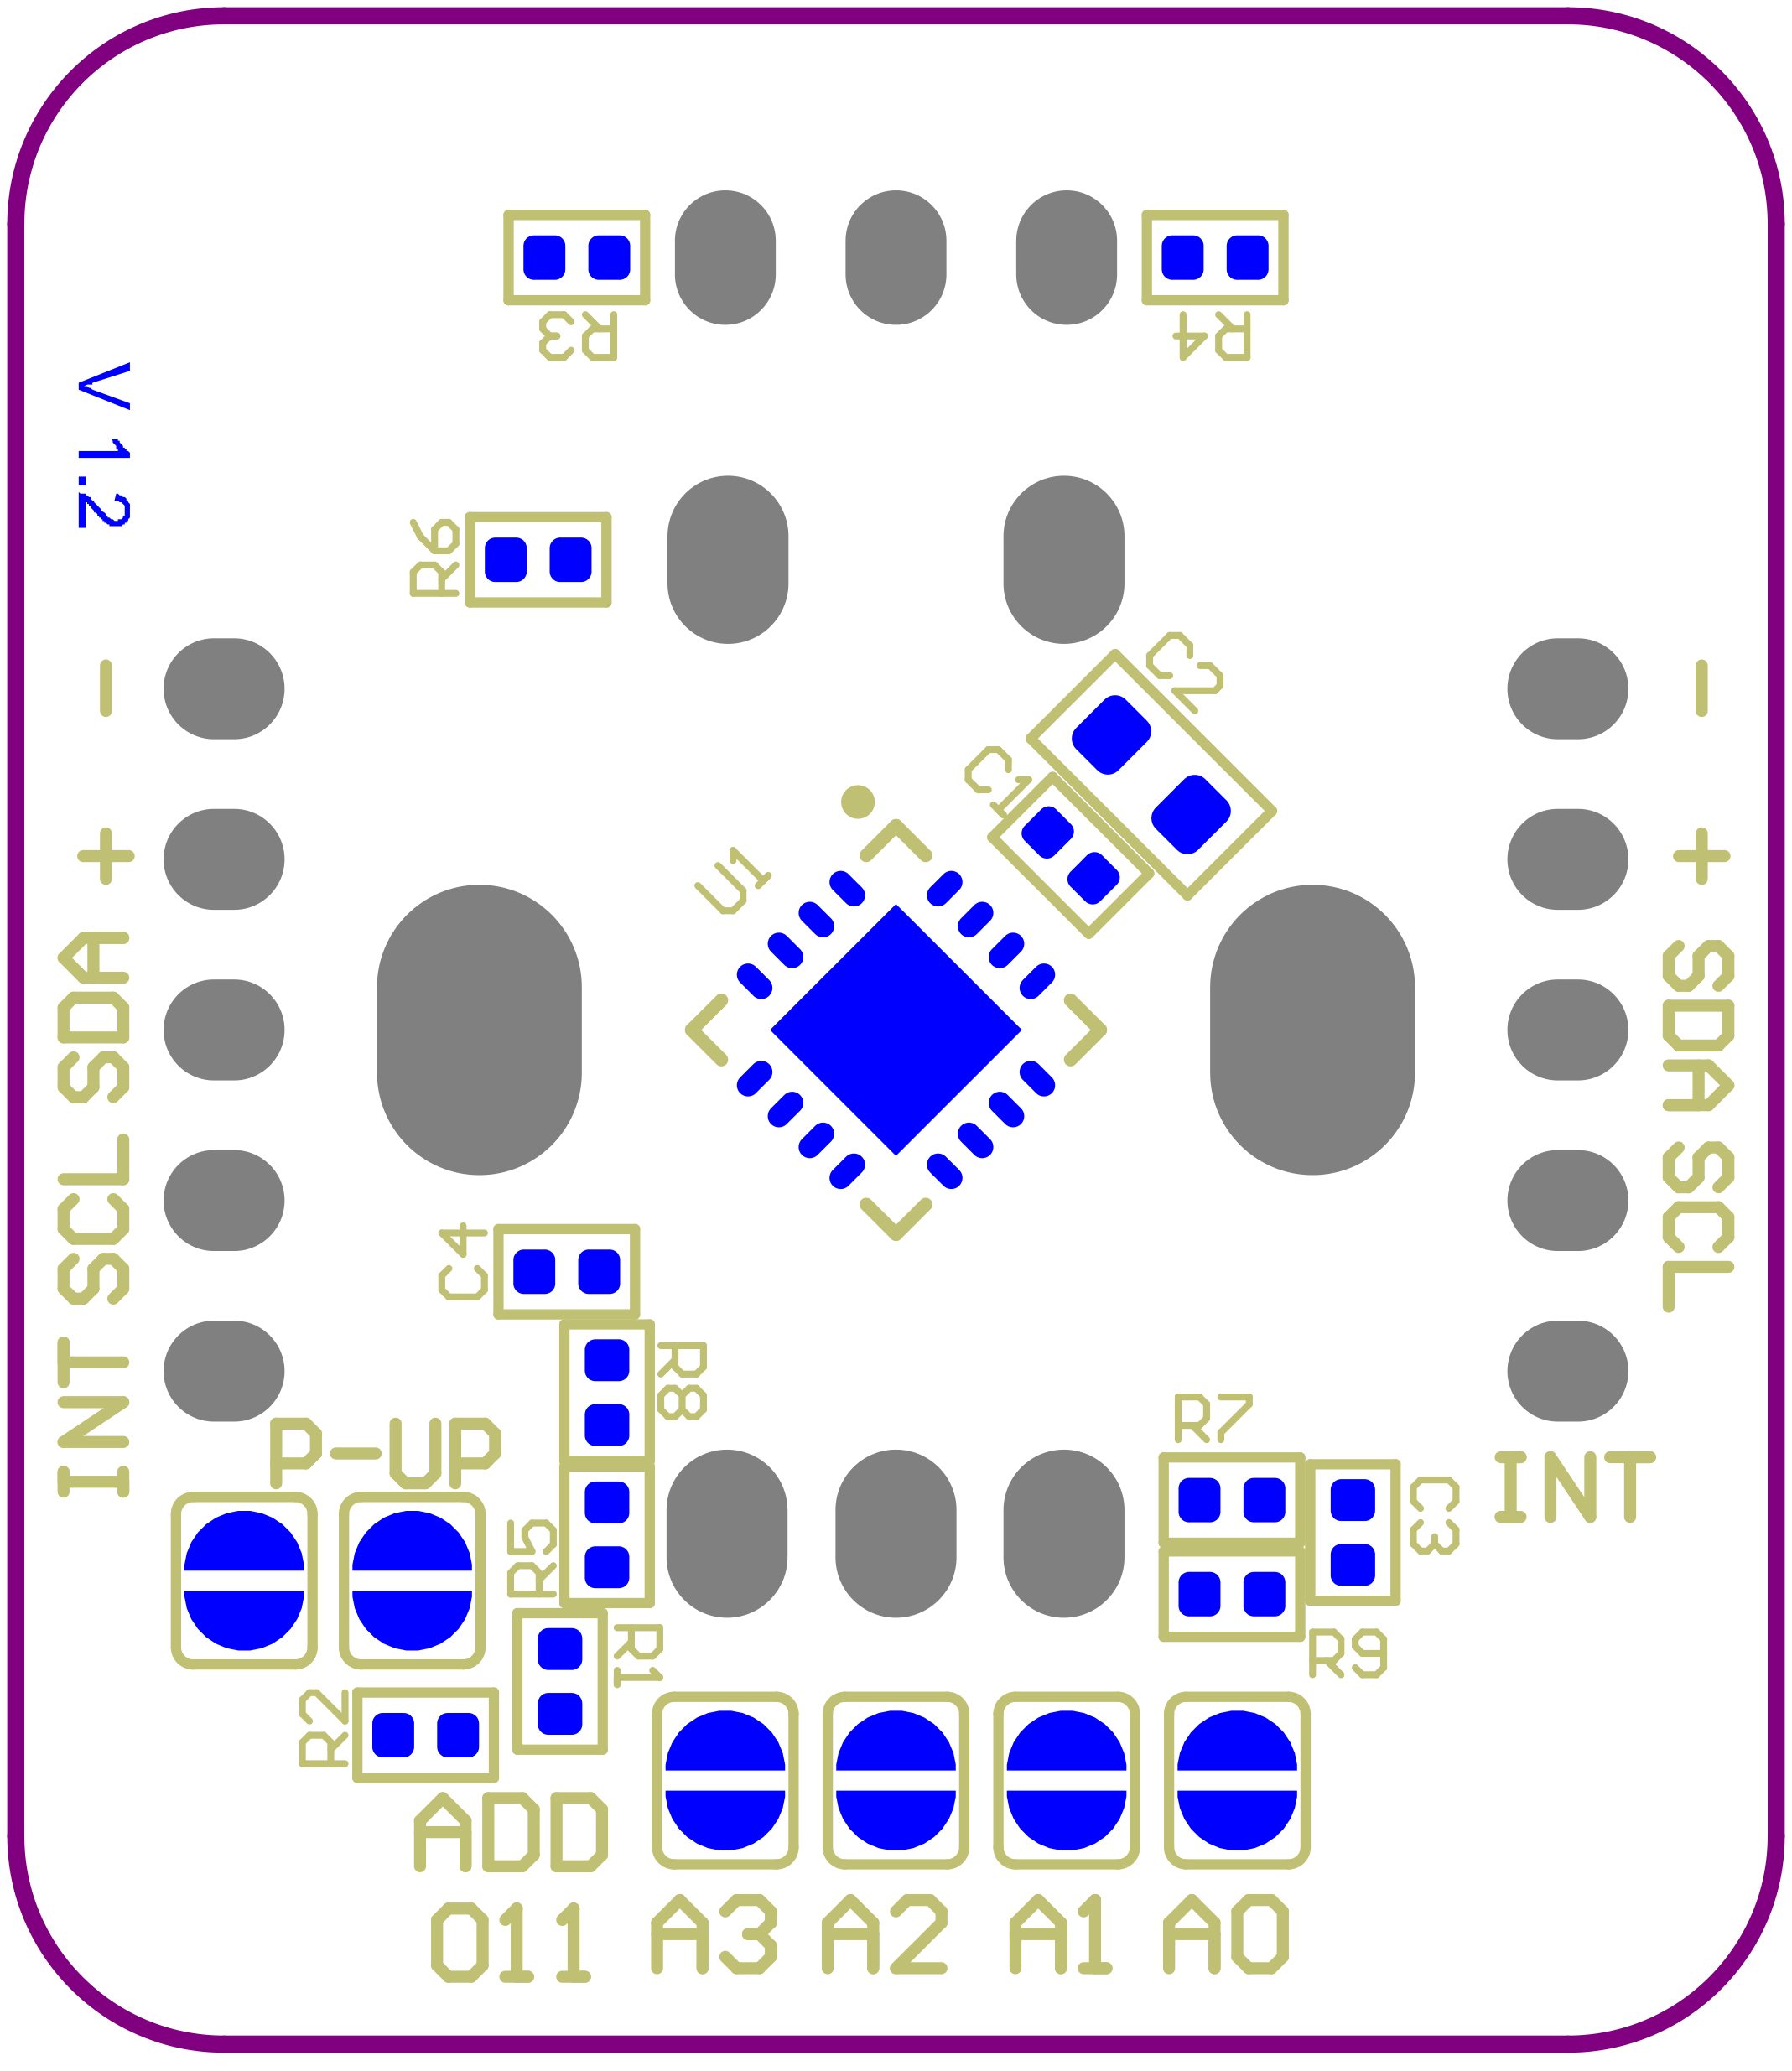 R3
R4
V 1.2
R6
C2
C1
U1
-
+
SDA
SCL
INT
-
+
SDA
SCL
INT
C4
R8
R7
P-UP
C3
R5
R9
R1
R2
ADD
011
A3
A2
A1
A0